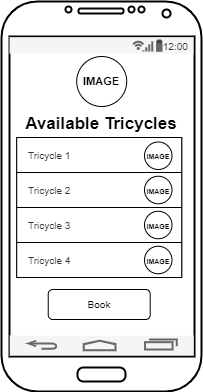 12:00
IMAGE
Available Tricycles
Tricycle 1 IMAGE
Tricycle 2 IMAGE
Tricycle 3 IMAGE
Tricycle 4 IMAGE
Book